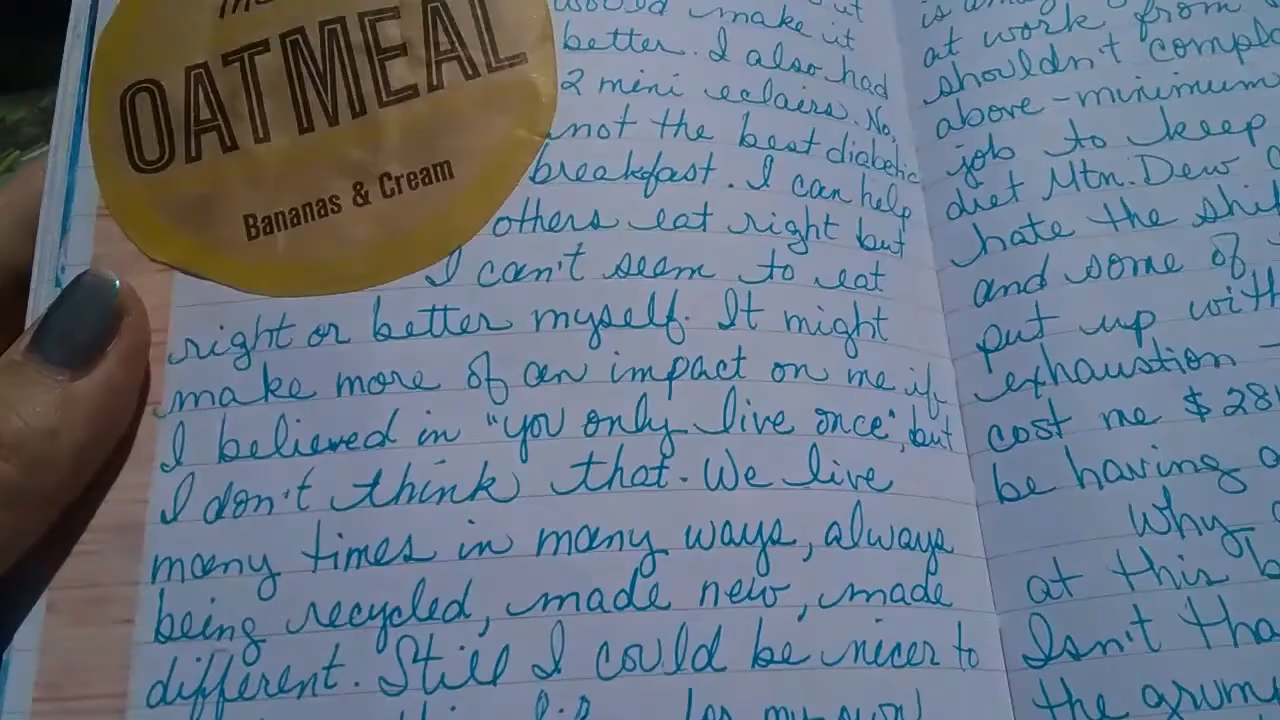 OATMEAL
Bananas & Cream
would make it
better. I also had
2 mini eclairs. No,
not the best diabetic
breakfast. I can help
others eat right but
I can't seem to eat
right or better myself. It might
make more of an impact on me if
I believed in "you only live once", but
I don't think that. We live
many times in many ways, always
being recycled, made new, made
different. Still I could be nicer to
at work from
shouldn't
above-minimum
job to keep
diet Mtn. Dew
hate the
and some of
put up with
exhaustion
cost me $28
be having
Why
at this
Isn't
the